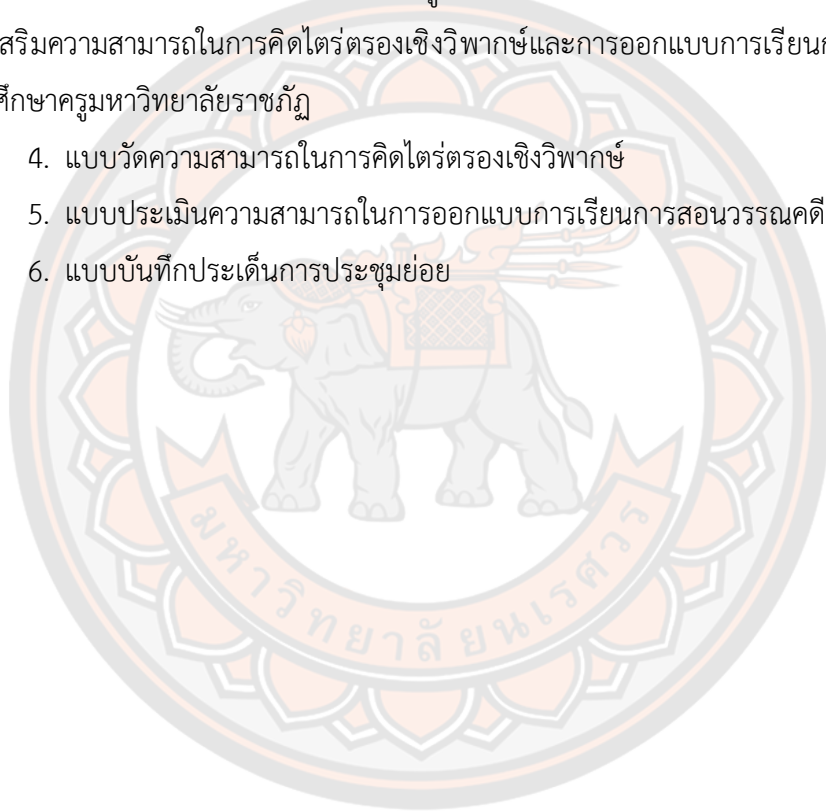 สริมความสามารถในการคิดไตร่ตรองเชิงวิพากษ์และการออกแบบการเรียนก
ศึกษาครูมหาวิทยาลัยราชภัฏ
4. แบบวัดความสามารถในการคิดไตร่ตรองเชิงวิพากษ์
5. แบบประเมินความสามารถในการออกแบบการเรียนการสอนวรรณคดี
6. แบบบันทึกประเด็นการประชุมย่อย
มหาวิทยาลัยนเรศวร